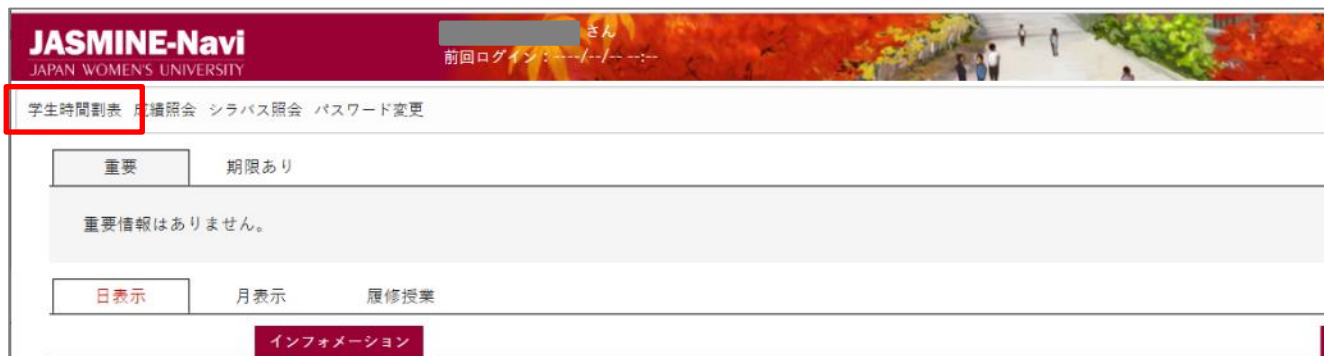 JASMINE-Navi
JAPAN WOMEN'S UNIVERSITY
さん
前回ログイン：----/--/-- --:--
学生時間割表 成績照会 シラバス照会 パスワード変更
重要 期限あり
重要情報はありません。
日表示 月表示 履修授業
インフォメーション